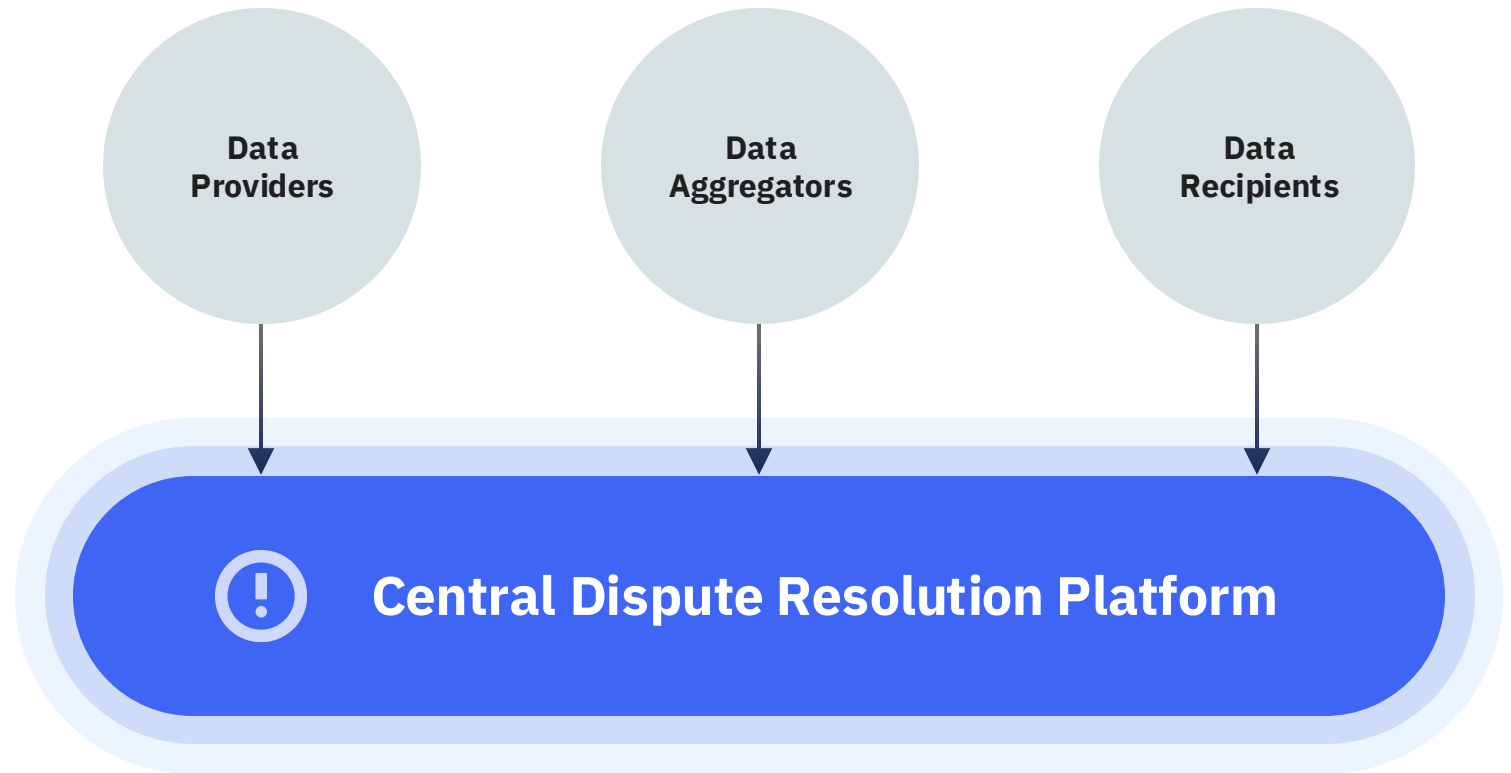 Data
Providers
Data
Aggregators
Data
Recipients
Central Dispute Resolution Platform